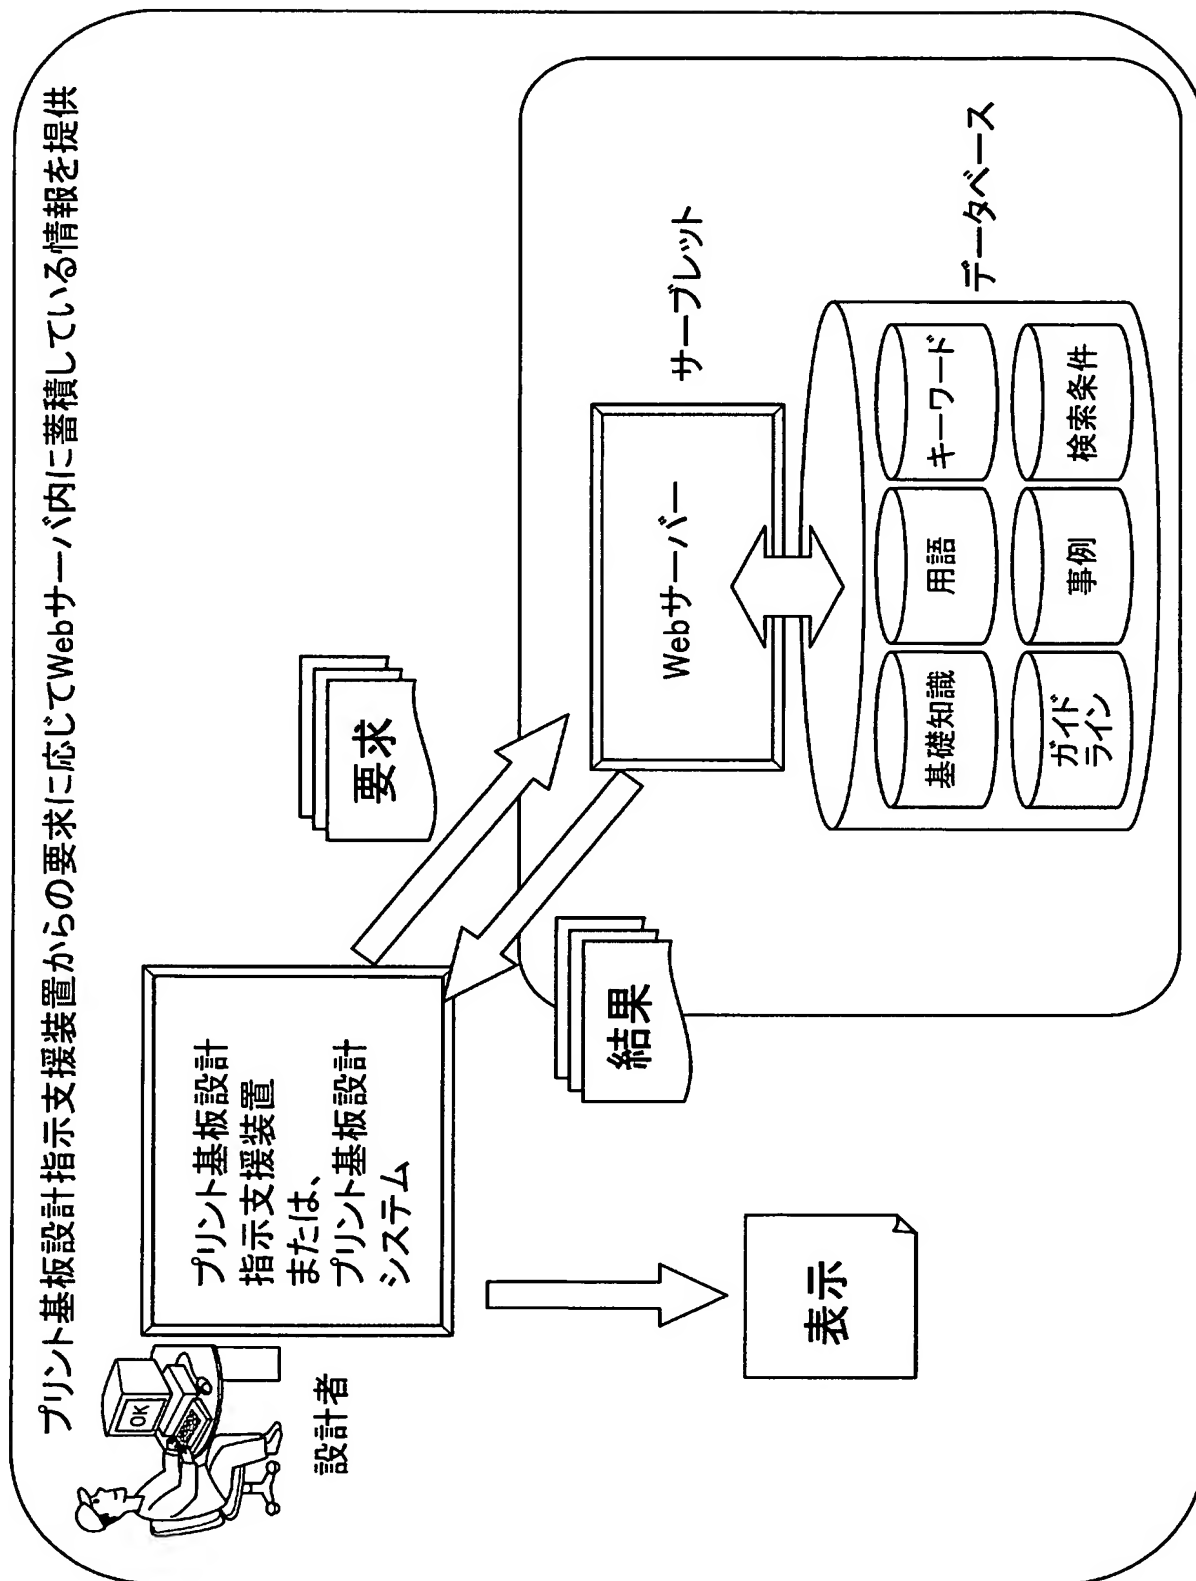 プリント基板設計指示支援装置からの要求に応じてWebサーバ内に蓄積している情報を提供
OK
設計者
プリント基板設計
指示支援装置
または、
プリント基板設計
システム
要求
結果
表示
Webサーバー
サーブレット
データベース
基礎知識
用語
キーワード
ガイド
ライン
事例
検索条件